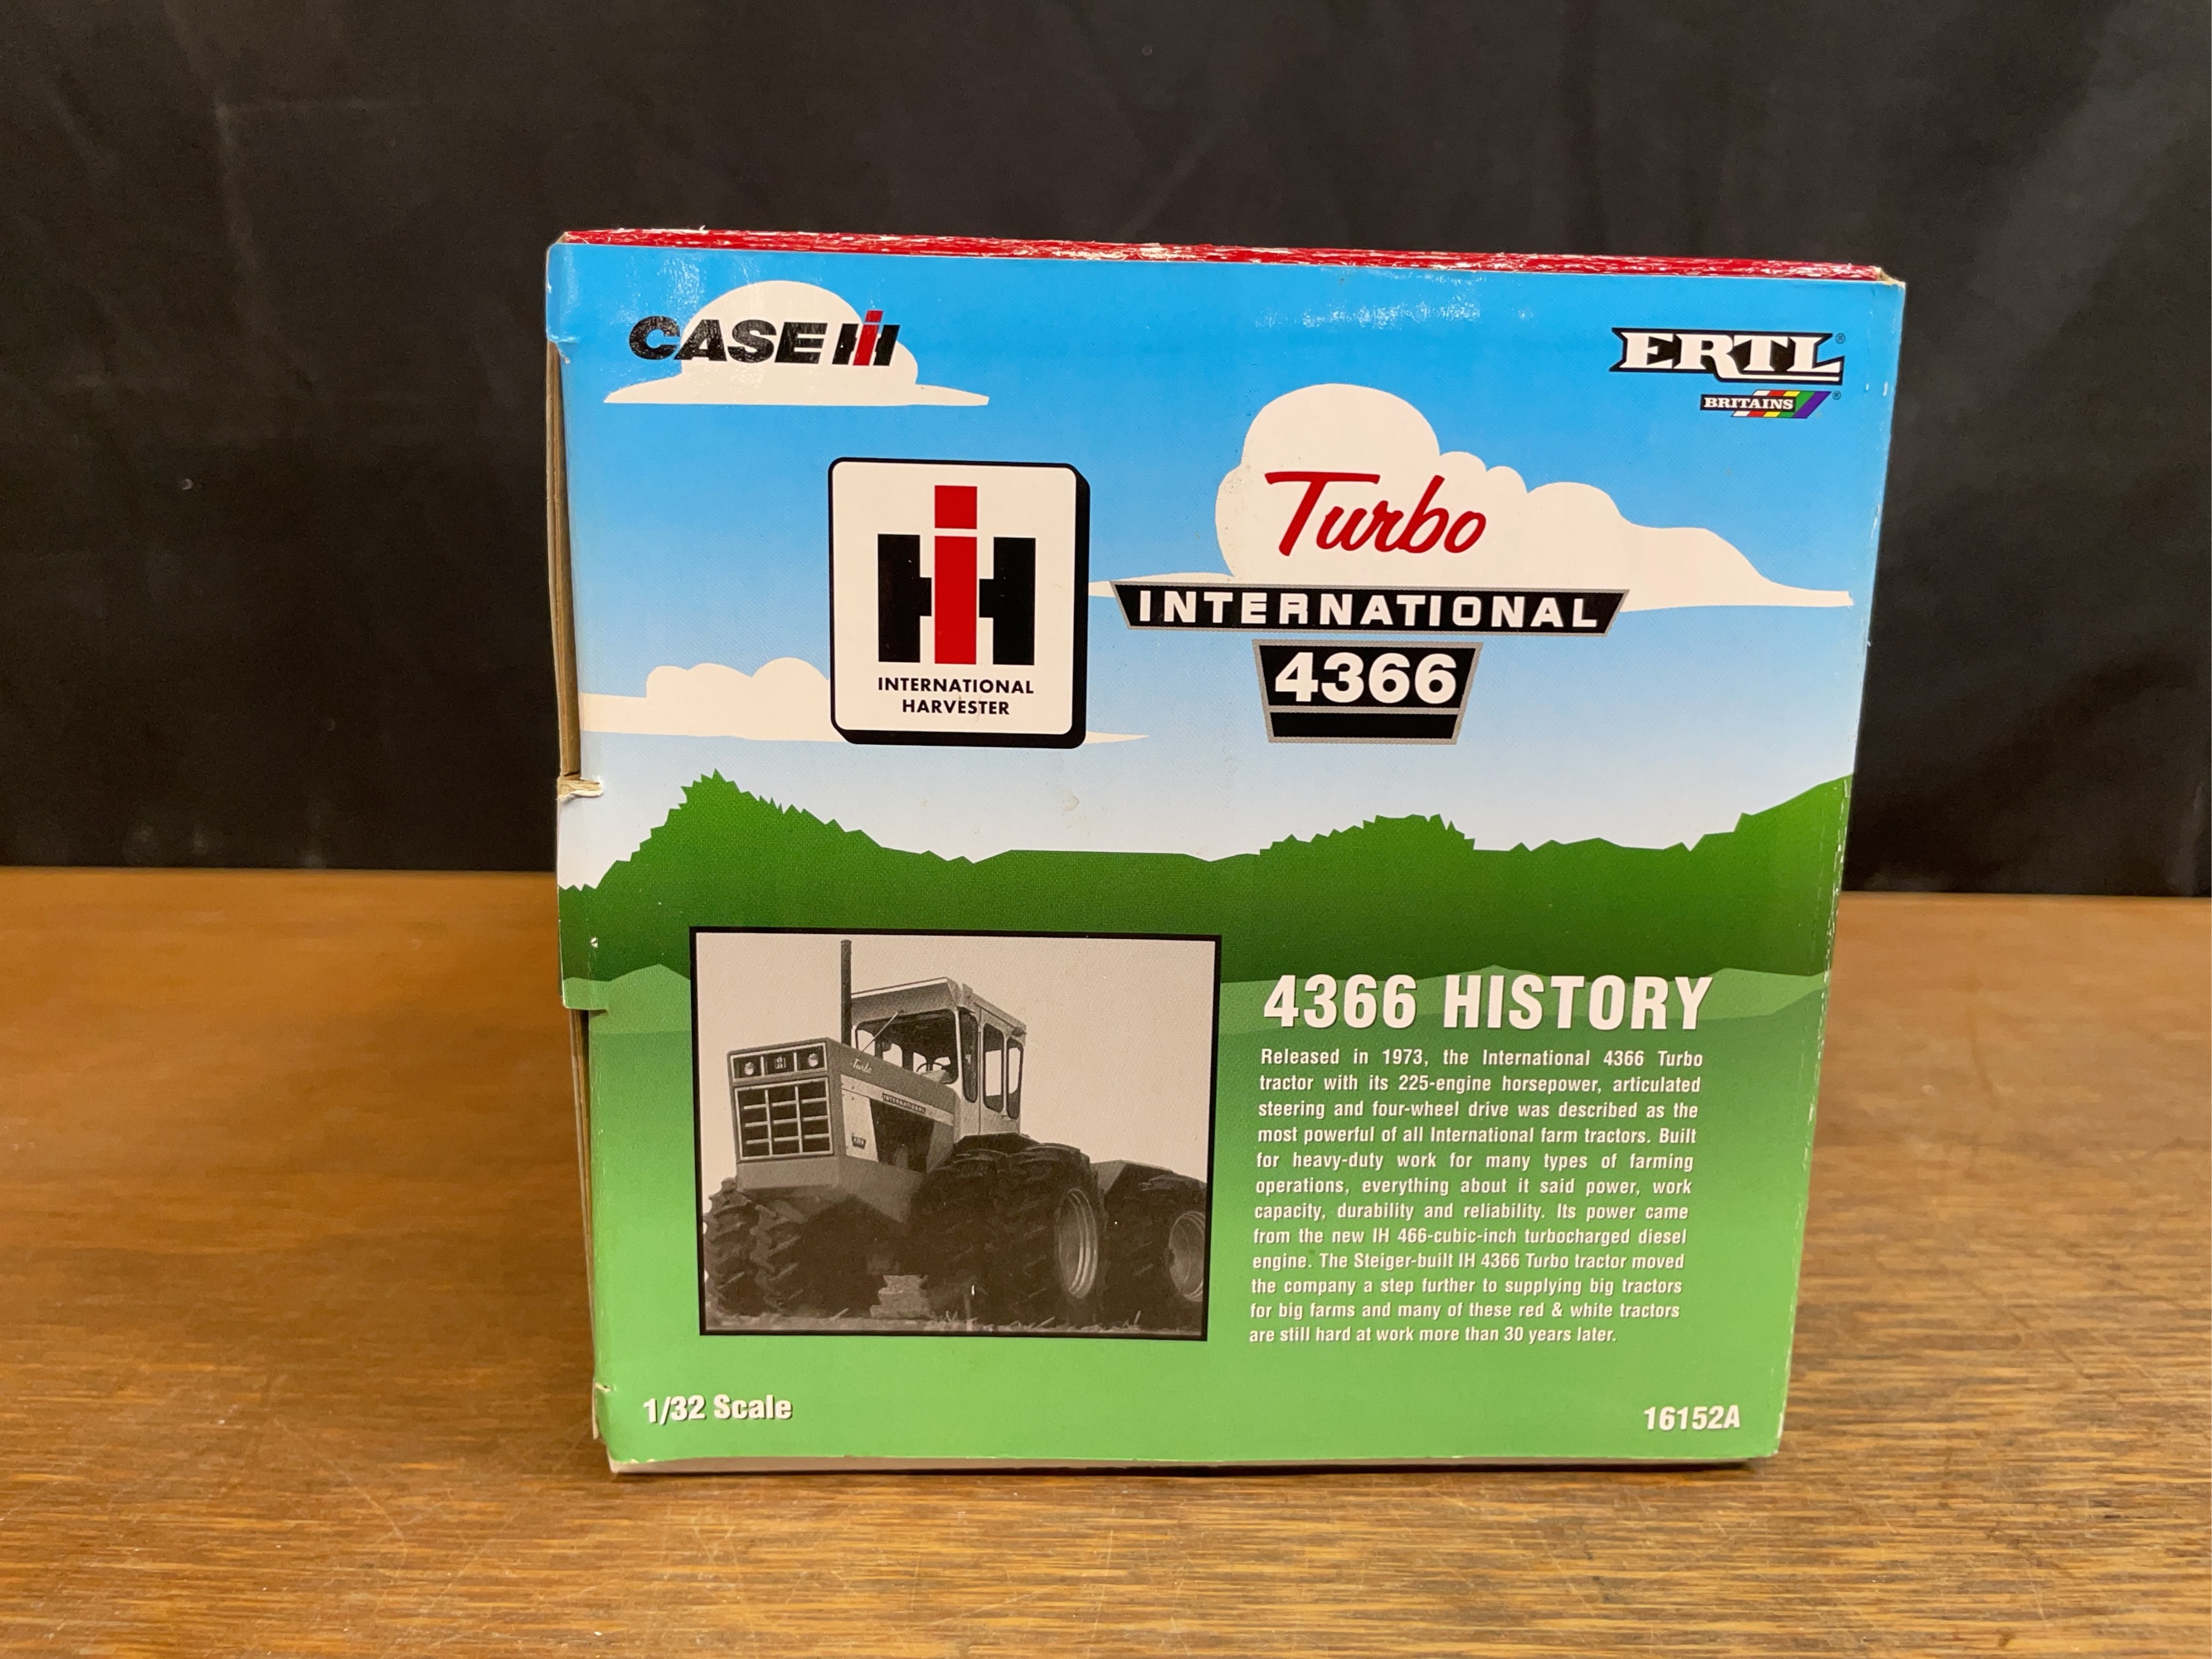 CASE IH
ERTL®
BRITAINS®
IH
INTERNATIONAL
HARVESTER
Turbo
INTERNATIONAL
4366
Turbo
INTERNATIONAL
4366 HISTORY
Released in 1973, the International 4366 Turbo
tractor with its 225-engine horsepower, articulated
steering and four-wheel drive was described as the
most powerful of all International farm tractors. Built
for heavy-duty work for many types of farming
operations, everything about it said power, work
capacity, durability and reliability. Its power came
from the new IH 466-cubic-inch turbocharged diesel
engine. The Steiger-built IH 4366 Turbo tractor moved
the company a step further to supplying big tractors
for big farms and many of these red & white tractors
are still hard at work more than 30 years later.
1/32 Scale
16152A